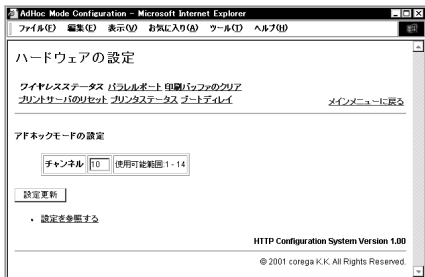 AdHoc Mode Configuration - Microsoft Internet Explorer
ファイル(F) 編集(E) 表示(V) お気に入り(A) ツール(T) ヘルプ(H)
ハードウェアの設定
ワイヤレスステータス パラレルポート 印刷バッファのクリア
プリントサーバのリセット プリンタステータス ブートディレイ
メインメニューに戻る
アドホックモードの設定
チャンネル 10 使用可能範囲:1 - 14
設定更新
・ 設定を参照する
HTTP Configuration System Version 1.00
© 2001 corega K.K. All Rights Reserved.